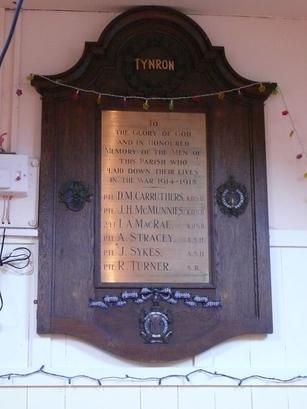 TYNRON
TO
THE GLORY OF GOD
AND IN HONOURED
MEMORY OF THE MEN OF
THIS PARISH WHO
LAID DOWN THEIR LIVES
IN THE WAR 1914-1918
PTE D.M. CARRUTHERS, K.O.S.B.
PTE J.H. McMUNNIES, K.O.S.B.
I.A. MacRAE, K.O.S.B.
PTE A. STRACEY,
PTE J. SYKES,
PTE R. TURNER,